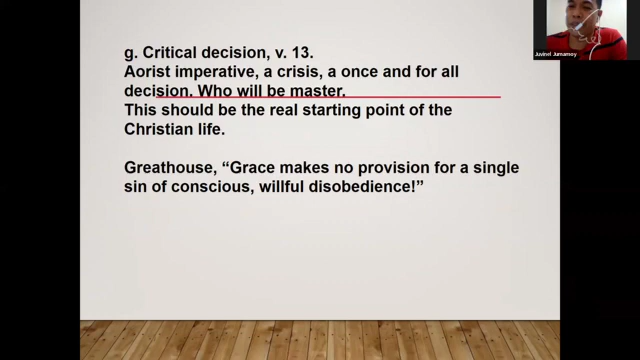 g. Critical decision, v. 13.
Aorist imperative, a crisis, a once and for all
decision. Who will be master.
This should be the real starting point of the
Christian life.
Greathouse, “Grace makes no provision for a single
sin of conscious, willful disobedience!”
Juvinel Jumamoy